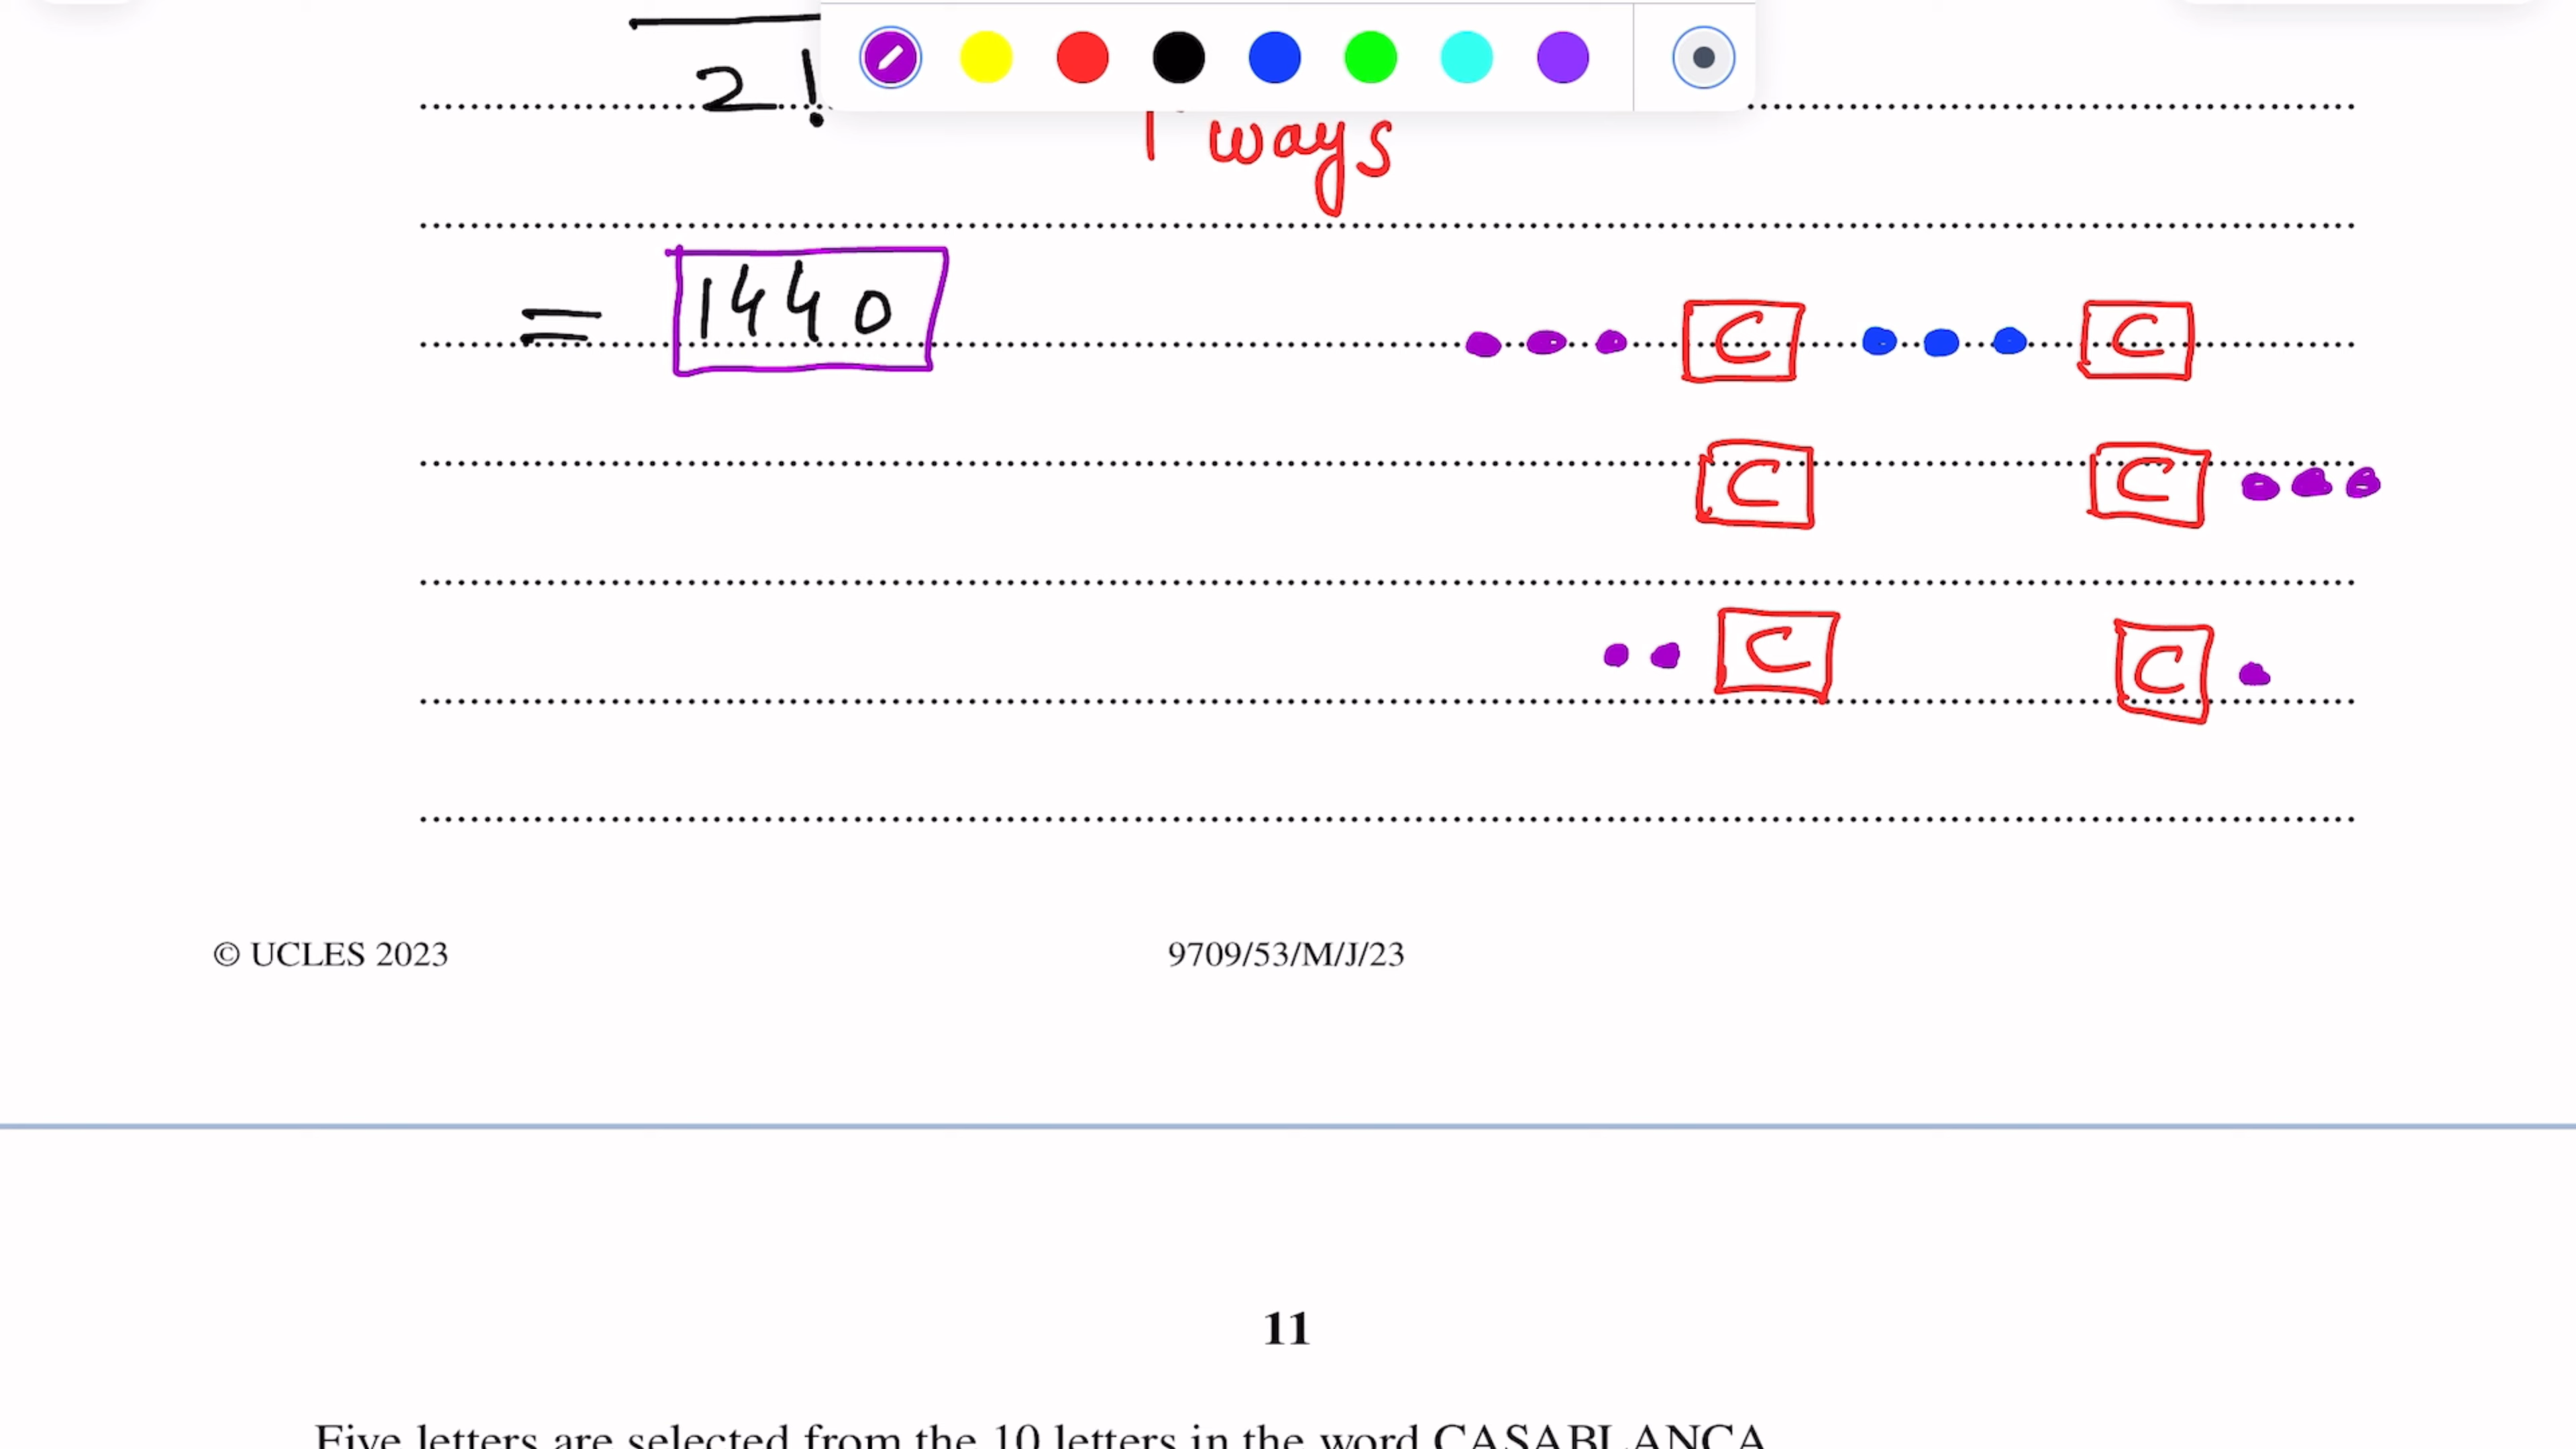 2!
ways
= 1440
C C
C C
C C
© UCLES 2023 9709/53/M/J/23
11
Five letters are selected from the 10 letters in the word CASABLANCA